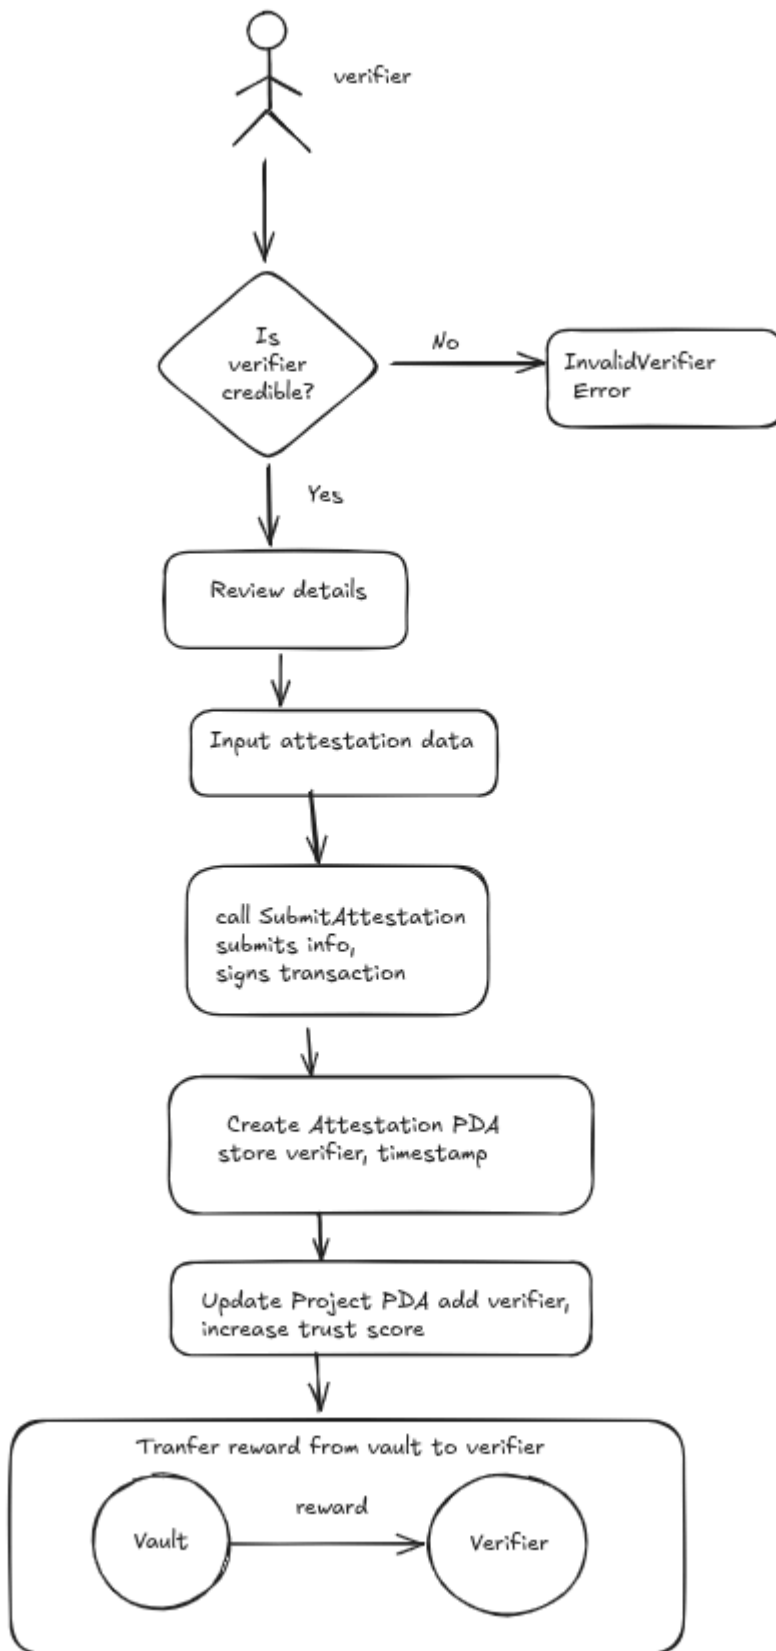 verifier
Is
verifier
credible?
No
InvalidVerifier
Error
Yes
Review details
Input attestation data
call SubmitAttestation
submits info,
signs transaction
Create Attestation PDA
store verifier, timestamp
Update Project PDA add verifier,
increase trust score
Tranfer reward from vault to verifier
reward
Vault
Verifier